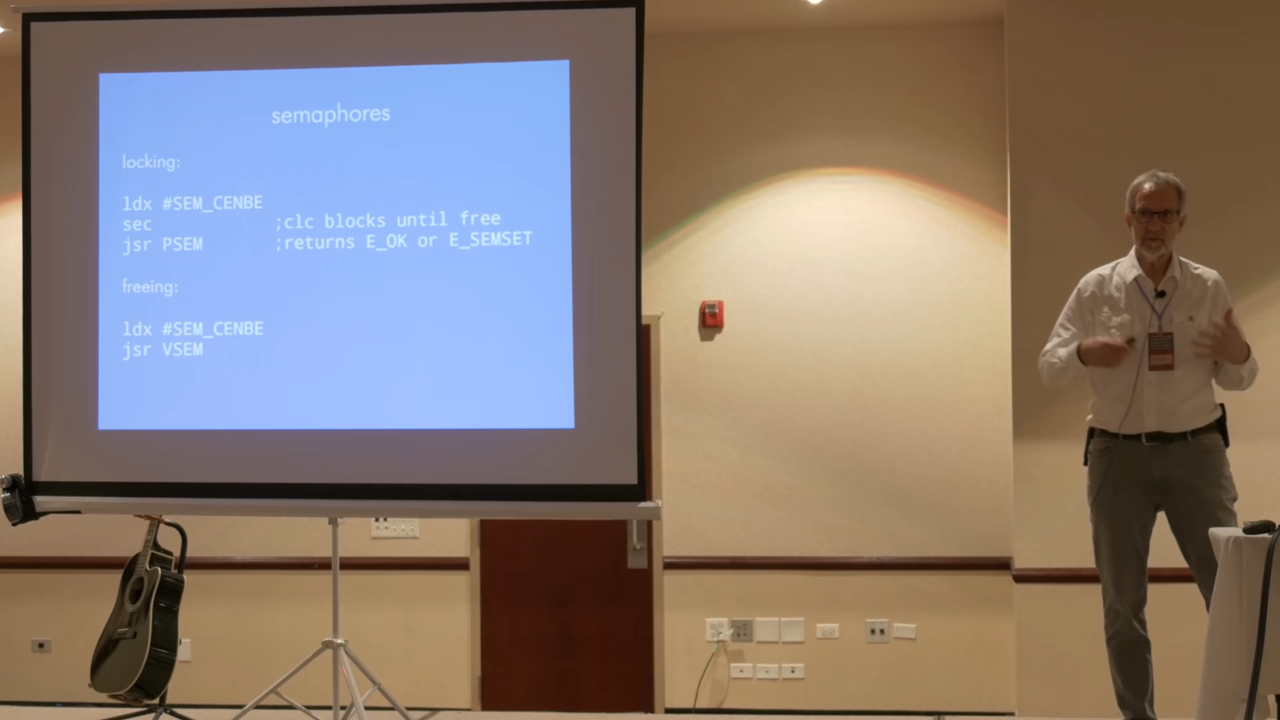 semaphores
locking:
ldx #SEM_CENBE
sec ;clc blocks until free
jsr PSEM ;returns E_OK or E_SEMSET
freeing:
ldx #SEM_CENBE
jsr VSEM